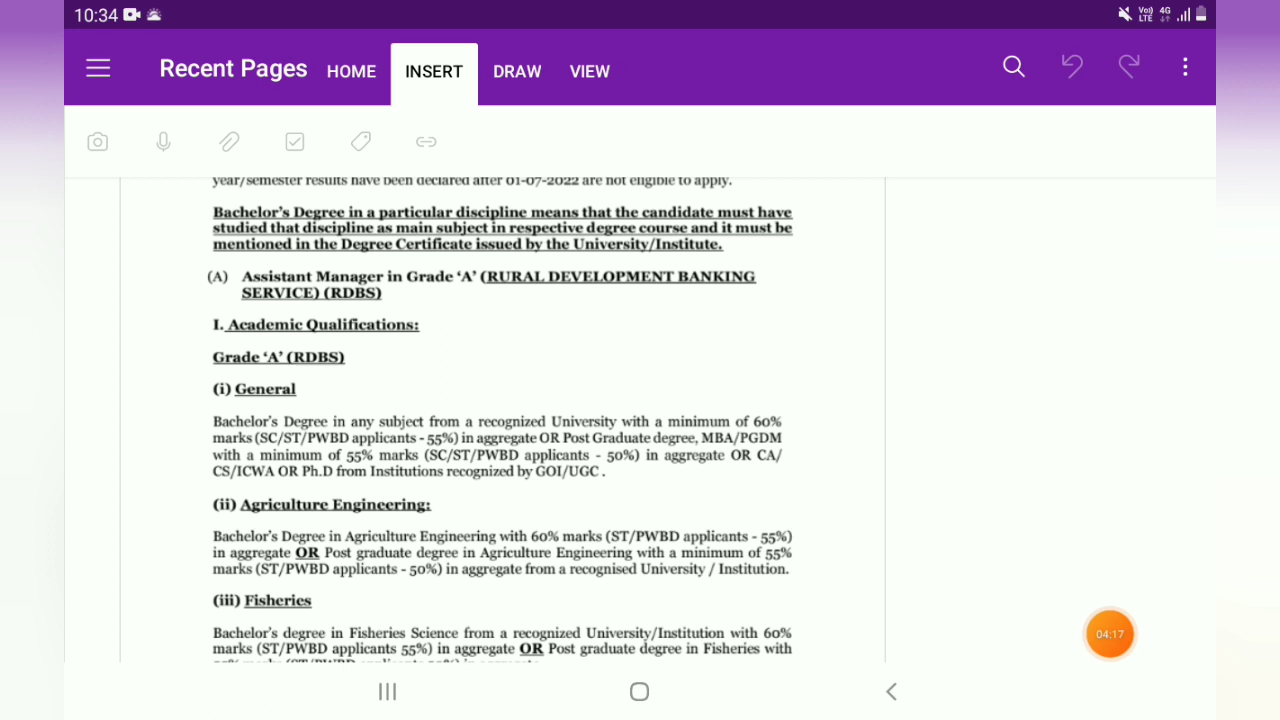 10:34
Vo) 4G
LTE
Recent Pages HOME INSERT DRAW VIEW
year/semester results have been declared after 01-07-2022 are not eligible to apply.
Bachelor's Degree in a particular discipline means that the candidate must have
studied that discipline as main subject in respective degree course and it must be
mentioned in the Degree Certificate issued by the University/Institute.
(A) Assistant Manager in Grade 'A' (RURAL DEVELOPMENT BANKING
SERVICE) (RDBS)
I. Academic Qualifications:
Grade 'A' (RDBS)
(i) General
Bachelor's Degree in any subject from a recognized University with a minimum of 60%
marks (SC/ST/PWBD applicants - 55%) in aggregate OR Post Graduate degree, MBA/PGDM
with a minimum of 55% marks (SC/ST/PWBD applicants - 50%) in aggregate OR CA/
CS/ICWA OR Ph.D from Institutions recognized by GOI/UGC .
(ii) Agriculture Engineering:
Bachelor's Degree in Agriculture Engineering with 60% marks (ST/PWBD applicants - 55%)
in aggregate OR Post graduate degree in Agriculture Engineering with a minimum of 55%
marks (ST/PWBD applicants - 50%) in aggregate from a recognised University / Institution.
(iii) Fisheries
Bachelor's degree in Fisheries Science from a recognized University/Institution with 60%
marks (ST/PWBD applicants 55%) in aggregate OR Post graduate degree in Fisheries with
04:17